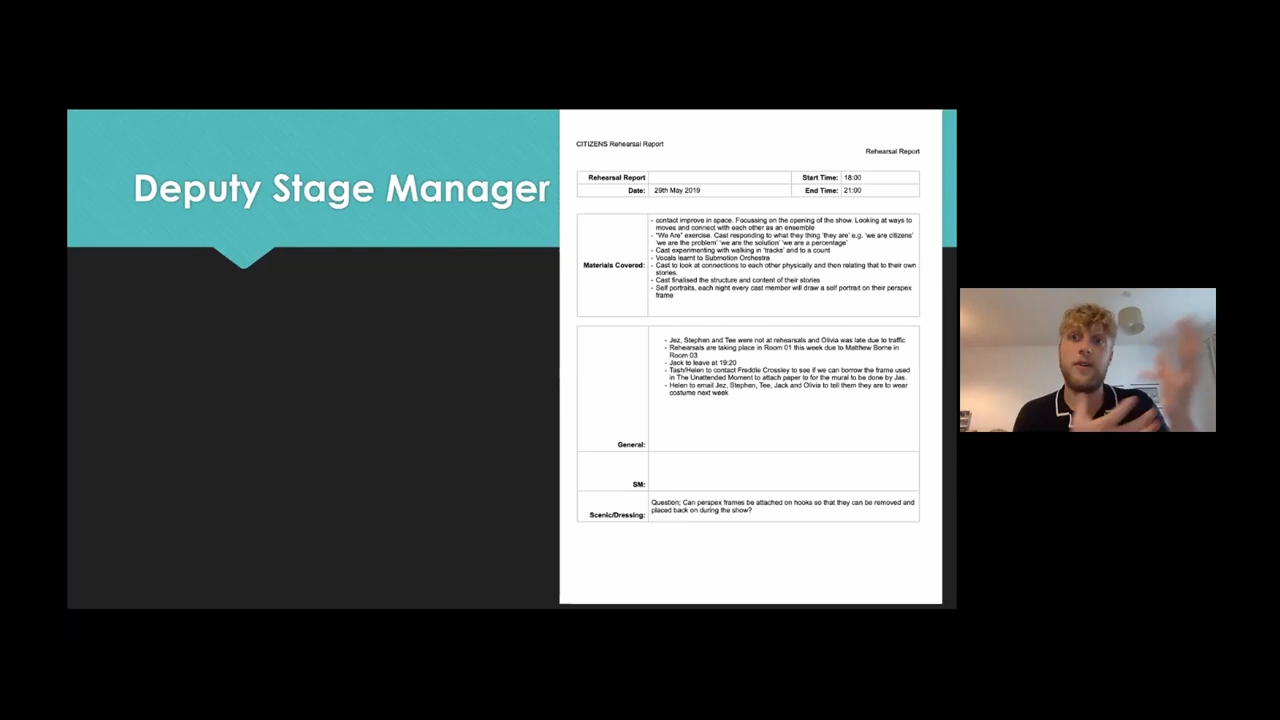 Deputy Stage Manager
CITIZENS Rehearsal Report
Rehearsal Report
Rehearsal Report
Start Time: 18:00
Date: 29th May 2019
End Time: 21:00
Materials Covered:
- contact improve in space. Focussing on the opening of the show. Looking at ways to
moves and connect with each other as an ensemble
- "We Are" exercise. Cast responding to what they thing 'they are' e.g. 'we are citizens'
'we are the problem' 'we are the solution' 'we are a percentage'
- Cast experimenting with walking in 'tracks' and to a count
- Vocals learnt to Submotion Orchestra
- Cast to look at connections to each other physically and then relating that to their own
stories.
- Cast finalised the structure and content of their stories
- Self portraits, each night every cast member will draw a self portrait on their perspex
frame
General:
- Jez, Stephen and Tee were not at rehearsals and Olivia was late due to traffic
- Rehearsals are taking place in Room 01 this week due to Matthew Borne in
Room 03
- Jack to leave at 19:20
- Tash/Helen to contact Freddie Crossley to see if we can borrow the frame used
in The Unattended Moment to attach paper to for the mural to be done by Jas.
- Helen to email Jez, Stephen, Tee, Jack and Olivia to tell them they are to wear
costume next week
SM:
Scenic/Dressing:
Question; Can perspex frames be attached on hooks so that they can be removed and
placed back on during the show?